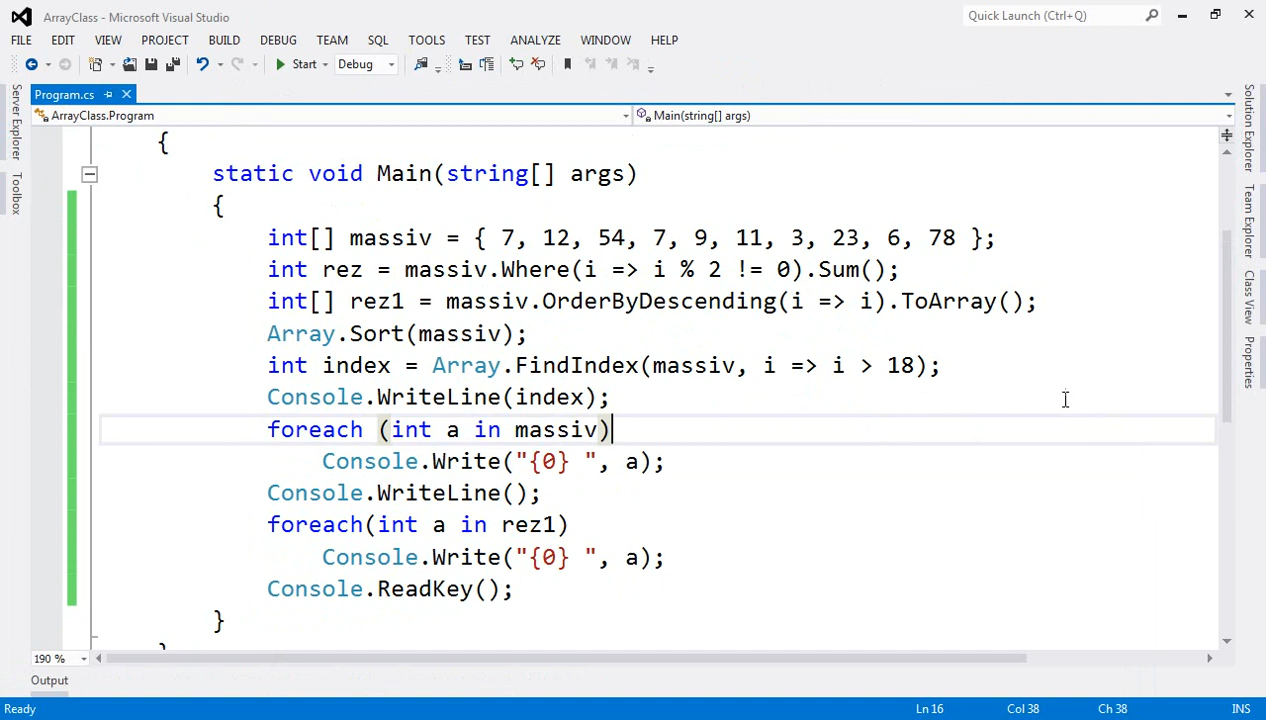 ArrayClass - Microsoft Visual Studio
Quick Launch (Ctrl+Q)
FILE EDIT VIEW PROJECT BUILD DEBUG TEAM SQL TOOLS TEST ANALYZE WINDOW HELP
Start Debug
Program.cs
ArrayClass.Program
Main(string[] args)
Server Explorer
Toolbox
{
static void Main(string[] args)
{
int[] massiv = { 7, 12, 54, 7, 9, 11, 3, 23, 6, 78 };
int rez = massiv.Where(i => i % 2 != 0).Sum();
int[] rez1 = massiv.OrderByDescending(i => i).ToArray();
Array.Sort(massiv);
int index = Array.FindIndex(massiv, i => i > 18);
Console.WriteLine(index);
foreach (int a in massiv)
Console.Write("{0} ", a);
Console.WriteLine();
foreach(int a in rez1)
Console.Write("{0} ", a);
Console.ReadKey();
}
Solution Explorer
Team Explorer
Class View
Properties
190 %
Output
Ready
Ln 16
Col 38
Ch 38
INS